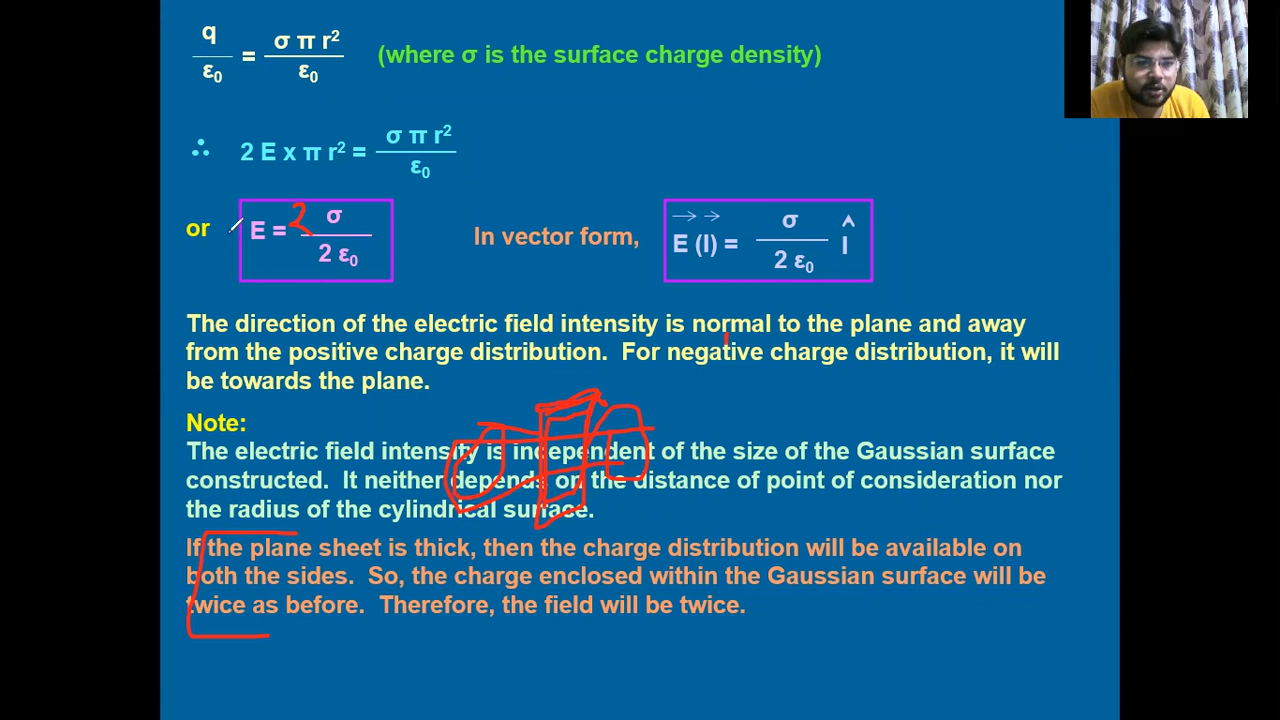 q/ε₀ = σ π r²/ε₀ (where σ is the surface charge density)
∴ 2 E x π r² = σ π r²/ε₀
or E = 2 σ/2 ε₀ In vector form, E⃗ (l⃗) = σ/2 ε₀ l̂
The direction of the electric field intensity is normal to the plane and away
from the positive charge distribution. For negative charge distribution, it will
be towards the plane.
Note:
The electric field intensity is independent of the size of the Gaussian surface
constructed. It neither depends on the distance of point of consideration nor
the radius of the cylindrical surface.
If the plane sheet is thick, then the charge distribution will be available on
both the sides. So, the charge enclosed within the Gaussian surface will be
twice as before. Therefore, the field will be twice.